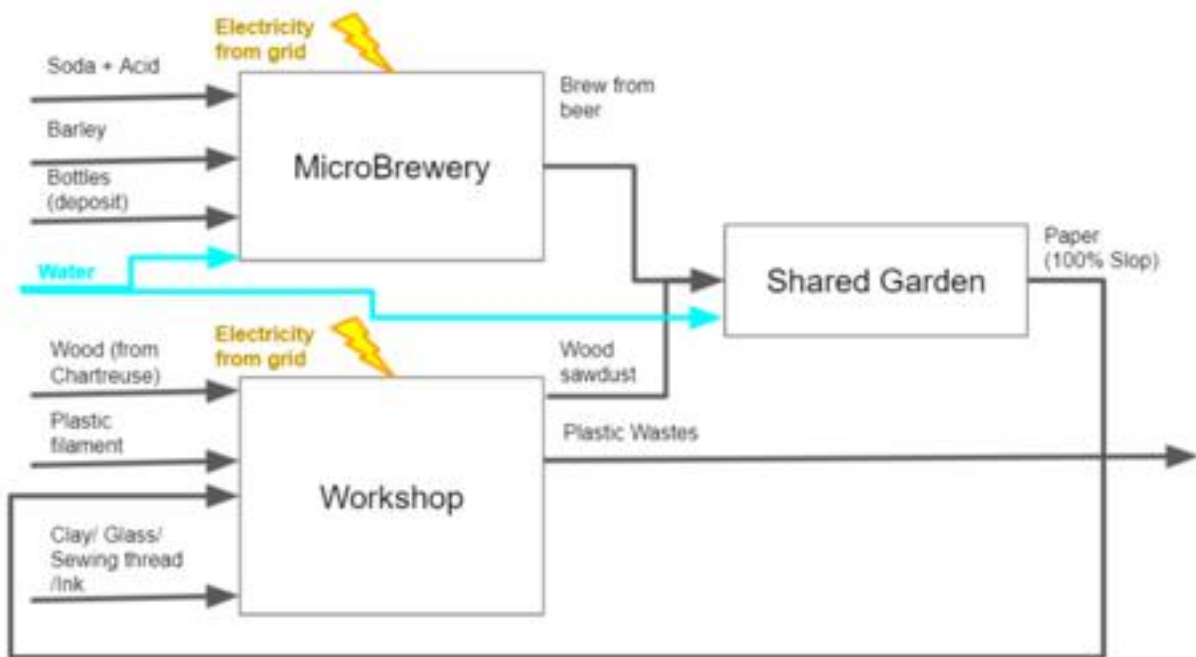 Electricity
from grid
Soda + Acid
Barley
Bottles
(deposit)
Water
MicroBrewery
Brew from
beer
Shared Garden
Paper
(100% Slop)
Electricity
from grid
Wood (from
Chartreuse)
Plastic
filament
Clay/ Glass/
Sewing thread
/Ink
Workshop
Wood
sawdust
Plastic Wastes